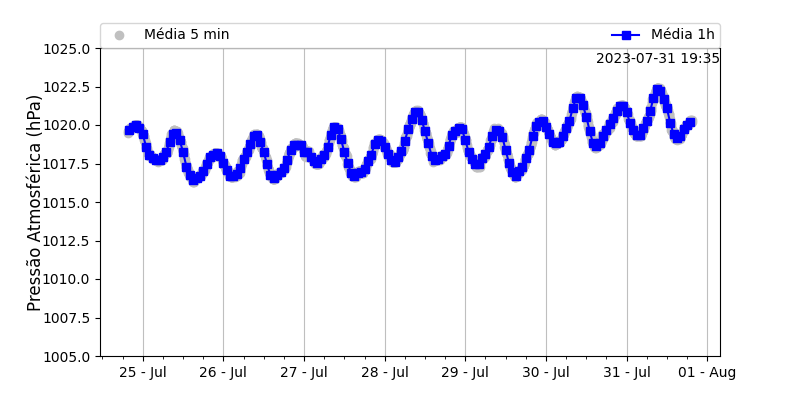 Média 5 min
Média 1h
2023-07-31 19:35
Pressão Atmosférica (hPa)
1025.0
1022.5
1020.0
1017.5
1015.0
1012.5
1010.0
1007.5
1005.0
25 - Jul
26 - Jul
27 - Jul
28 - Jul
29 - Jul
30 - Jul
31 - Jul
01 - Aug